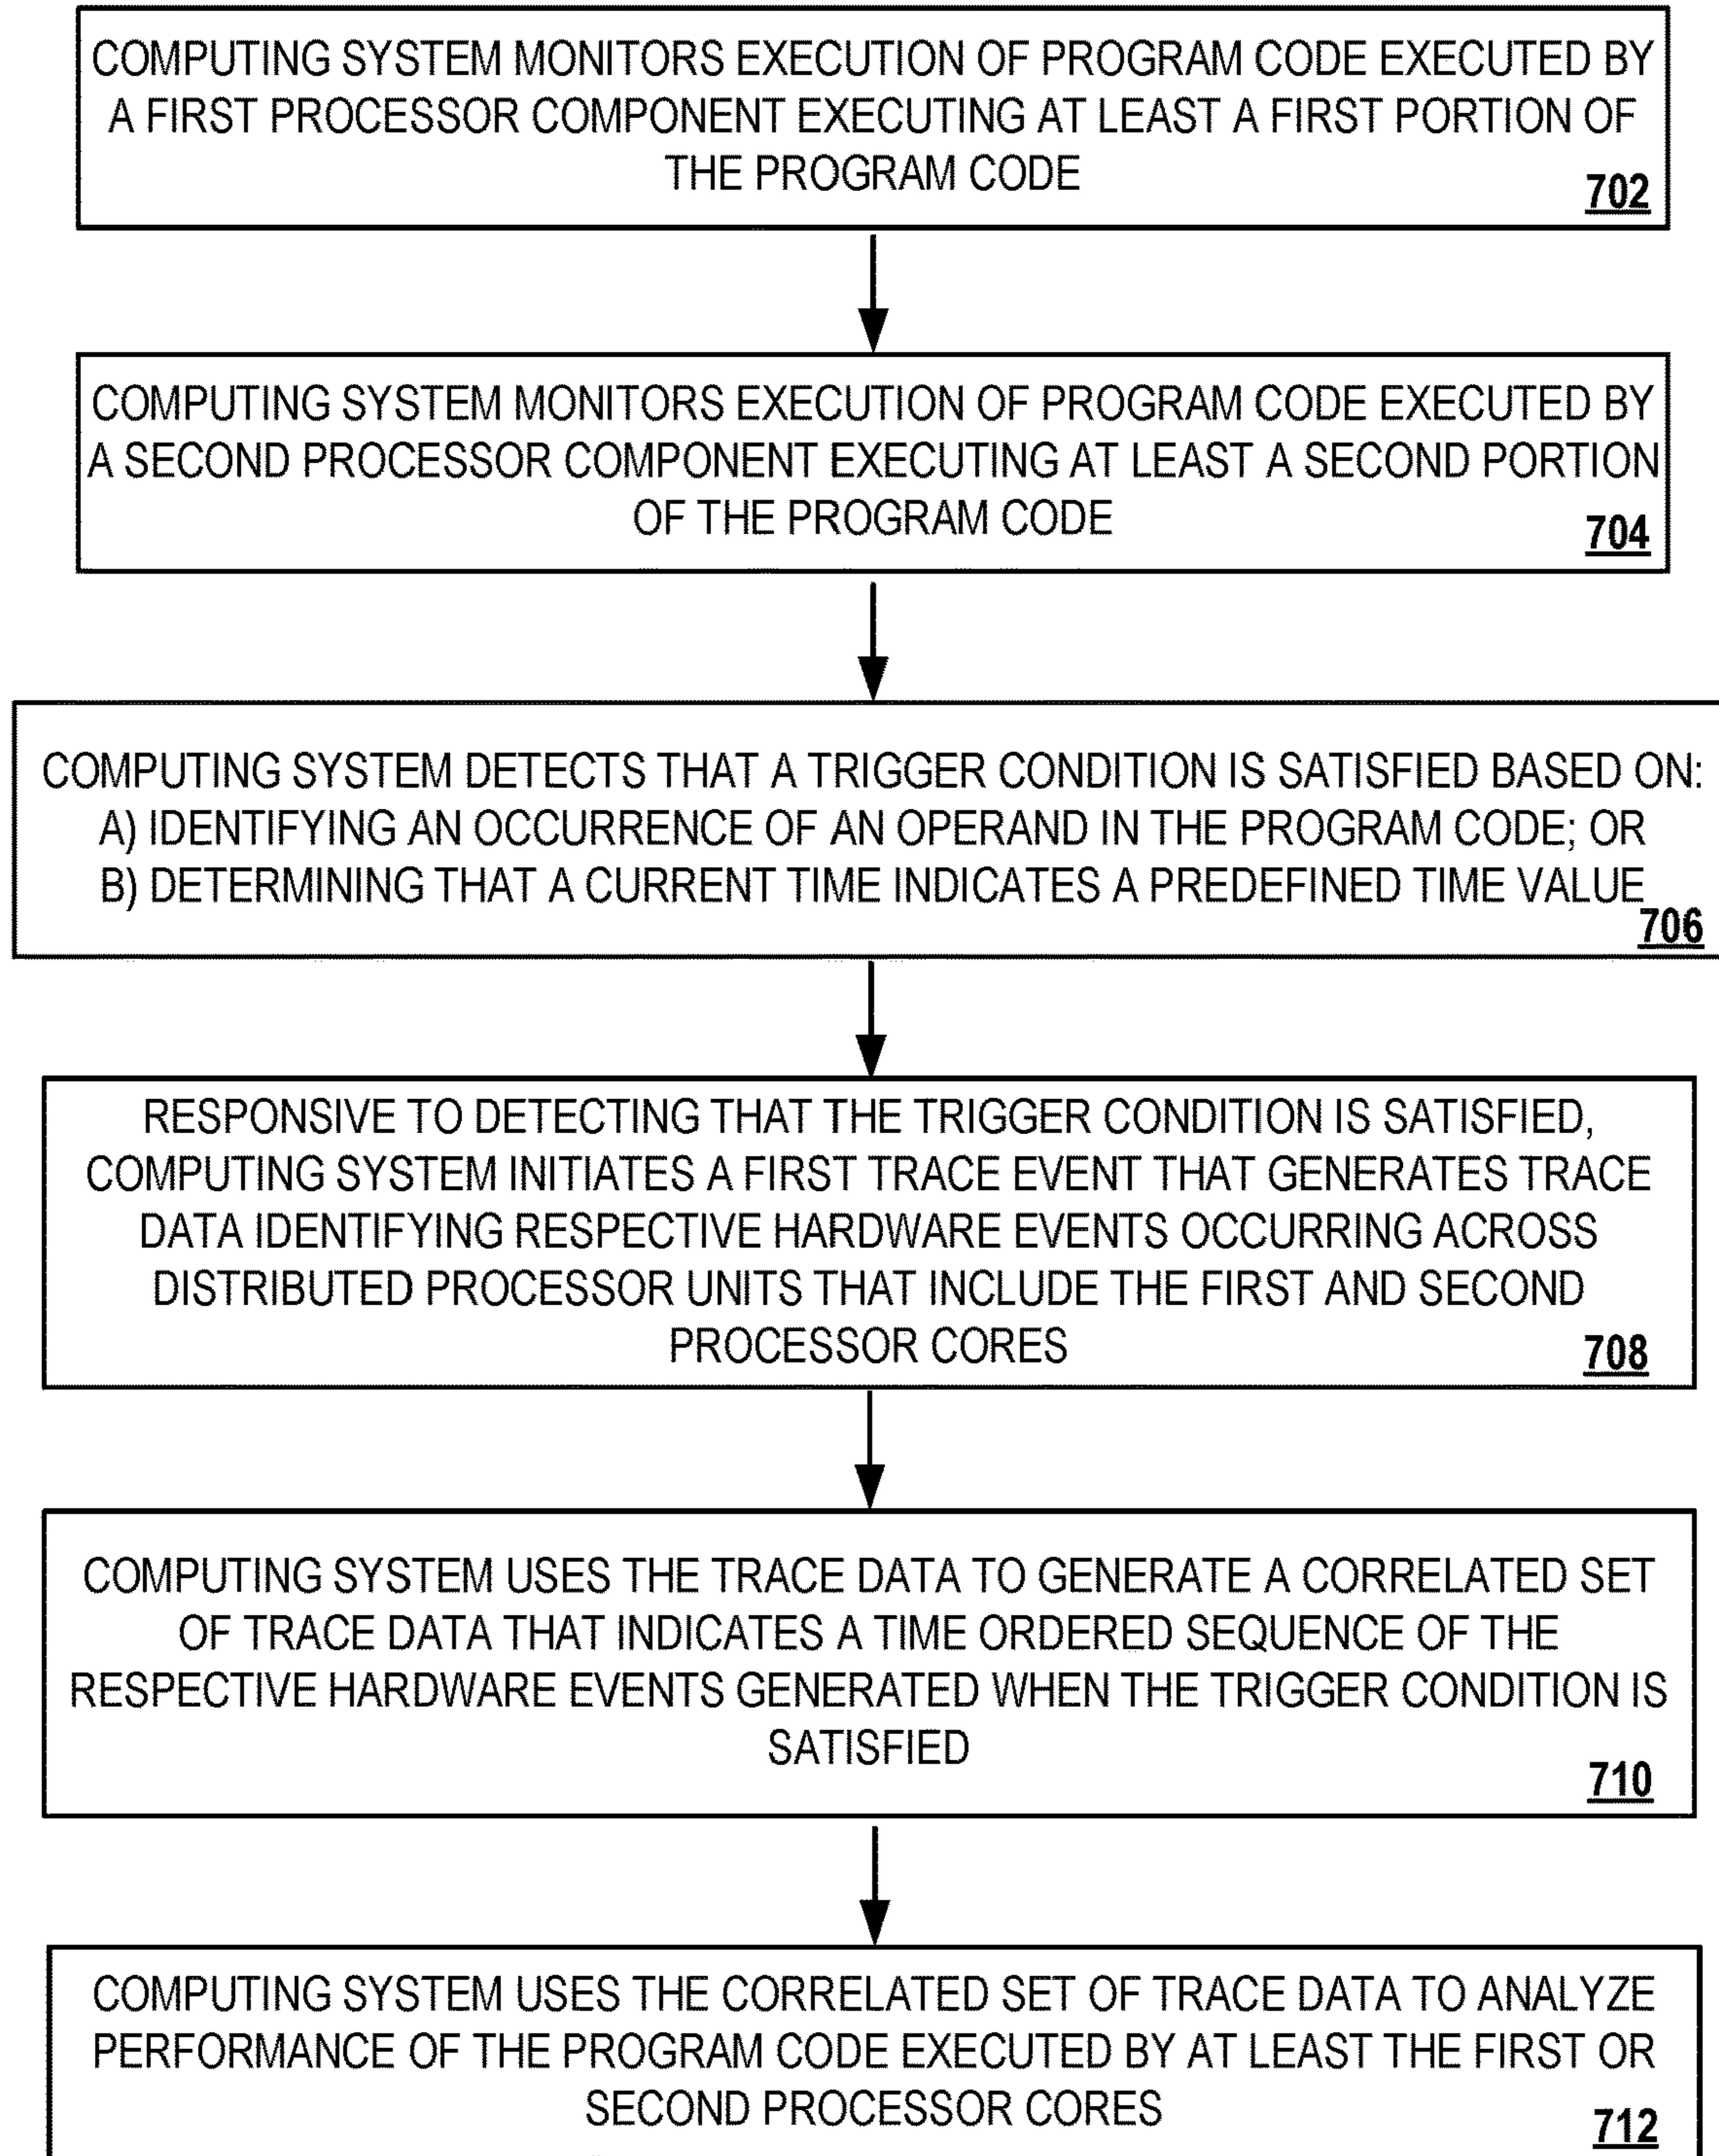 COMPUTING SYSTEM MONITORS EXECUTION OF PROGRAM CODE EXECUTED BY
A FIRST PROCESSOR COMPONENT EXECUTING AT LEAST A FIRST PORTION OF
THE PROGRAM CODE
702
COMPUTING SYSTEM MONITORS EXECUTION OF PROGRAM CODE EXECUTED BY
A SECOND PROCESSOR COMPONENT EXECUTING AT LEAST A SECOND PORTION
OF THE PROGRAM CODE
704
COMPUTING SYSTEM DETECTS THAT A TRIGGER CONDITION IS SATISFIED BASED ON:
A) IDENTIFYING AN OCCURRENCE OF AN OPERAND IN THE PROGRAM CODE; OR
B) DETERMINING THAT A CURRENT TIME INDICATES A PREDEFINED TIME VALUE
706
RESPONSIVE TO DETECTING THAT THE TRIGGER CONDITION IS SATISFIED,
COMPUTING SYSTEM INITIATES A FIRST TRACE EVENT THAT GENERATES TRACE
DATA IDENTIFYING RESPECTIVE HARDWARE EVENTS OCCURRING ACROSS
DISTRIBUTED PROCESSOR UNITS THAT INCLUDE THE FIRST AND SECOND
PROCESSOR CORES
708
COMPUTING SYSTEM USES THE TRACE DATA TO GENERATE A CORRELATED SET
OF TRACE DATA THAT INDICATES A TIME ORDERED SEQUENCE OF THE
RESPECTIVE HARDWARE EVENTS GENERATED WHEN THE TRIGGER CONDITION IS
SATISFIED
710
COMPUTING SYSTEM USES THE CORRELATED SET OF TRACE DATA TO ANALYZE
PERFORMANCE OF THE PROGRAM CODE EXECUTED BY AT LEAST THE FIRST OR
SECOND PROCESSOR CORES
712